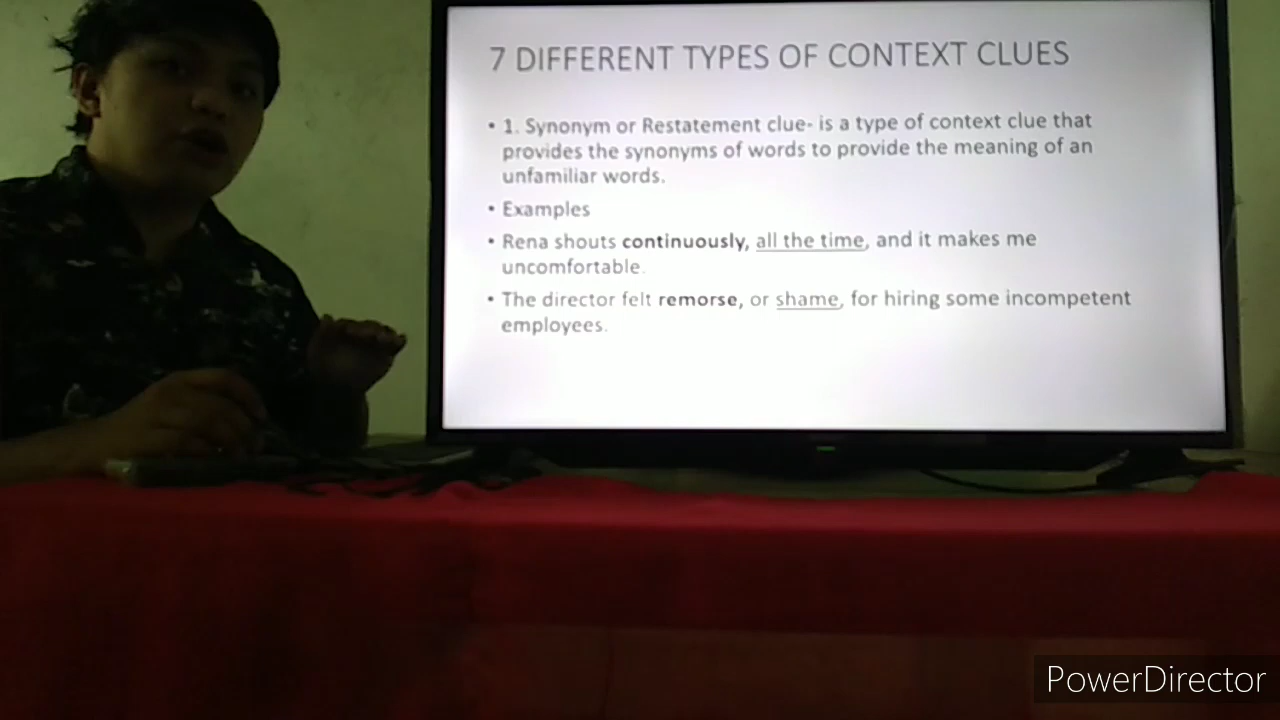 7 DIFFERENT TYPES OF CONTEXT CLUES
• 1. Synonym or Restatement clue- is a type of context clue that
provides the synonyms of words to provide the meaning of an
unfamiliar words.
• Examples
• Rena shouts continuously, all the time, and it makes me
uncomfortable.
• The director felt remorse, or shame, for hiring some incompetent
employees.
PowerDirector